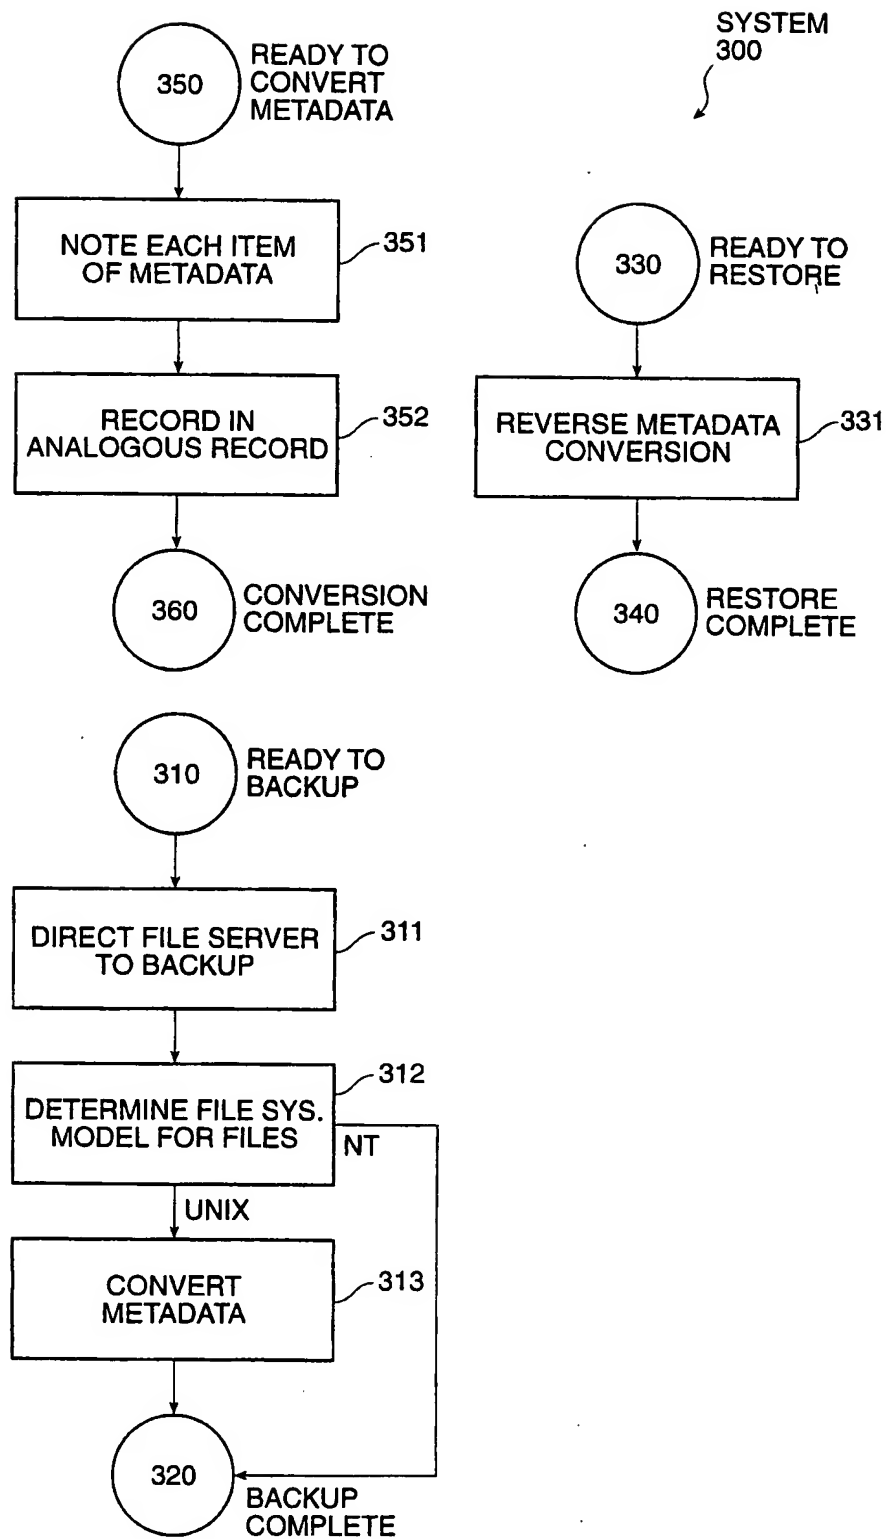 SYSTEM
300
350
READY TO
CONVERT
METADATA
NOTE EACH ITEM
OF METADATA
351
RECORD IN
ANALOGOUS RECORD
352
360
CONVERSION
COMPLETE
330
READY TO
RESTORE
REVERSE METADATA
CONVERSION
331
340
RESTORE
COMPLETE
310
READY TO
BACKUP
DIRECT FILE SERVER
TO BACKUP
311
DETERMINE FILE SYS.
MODEL FOR FILES
312
NT
UNIX
CONVERT
METADATA
313
320
BACKUP
COMPLETE